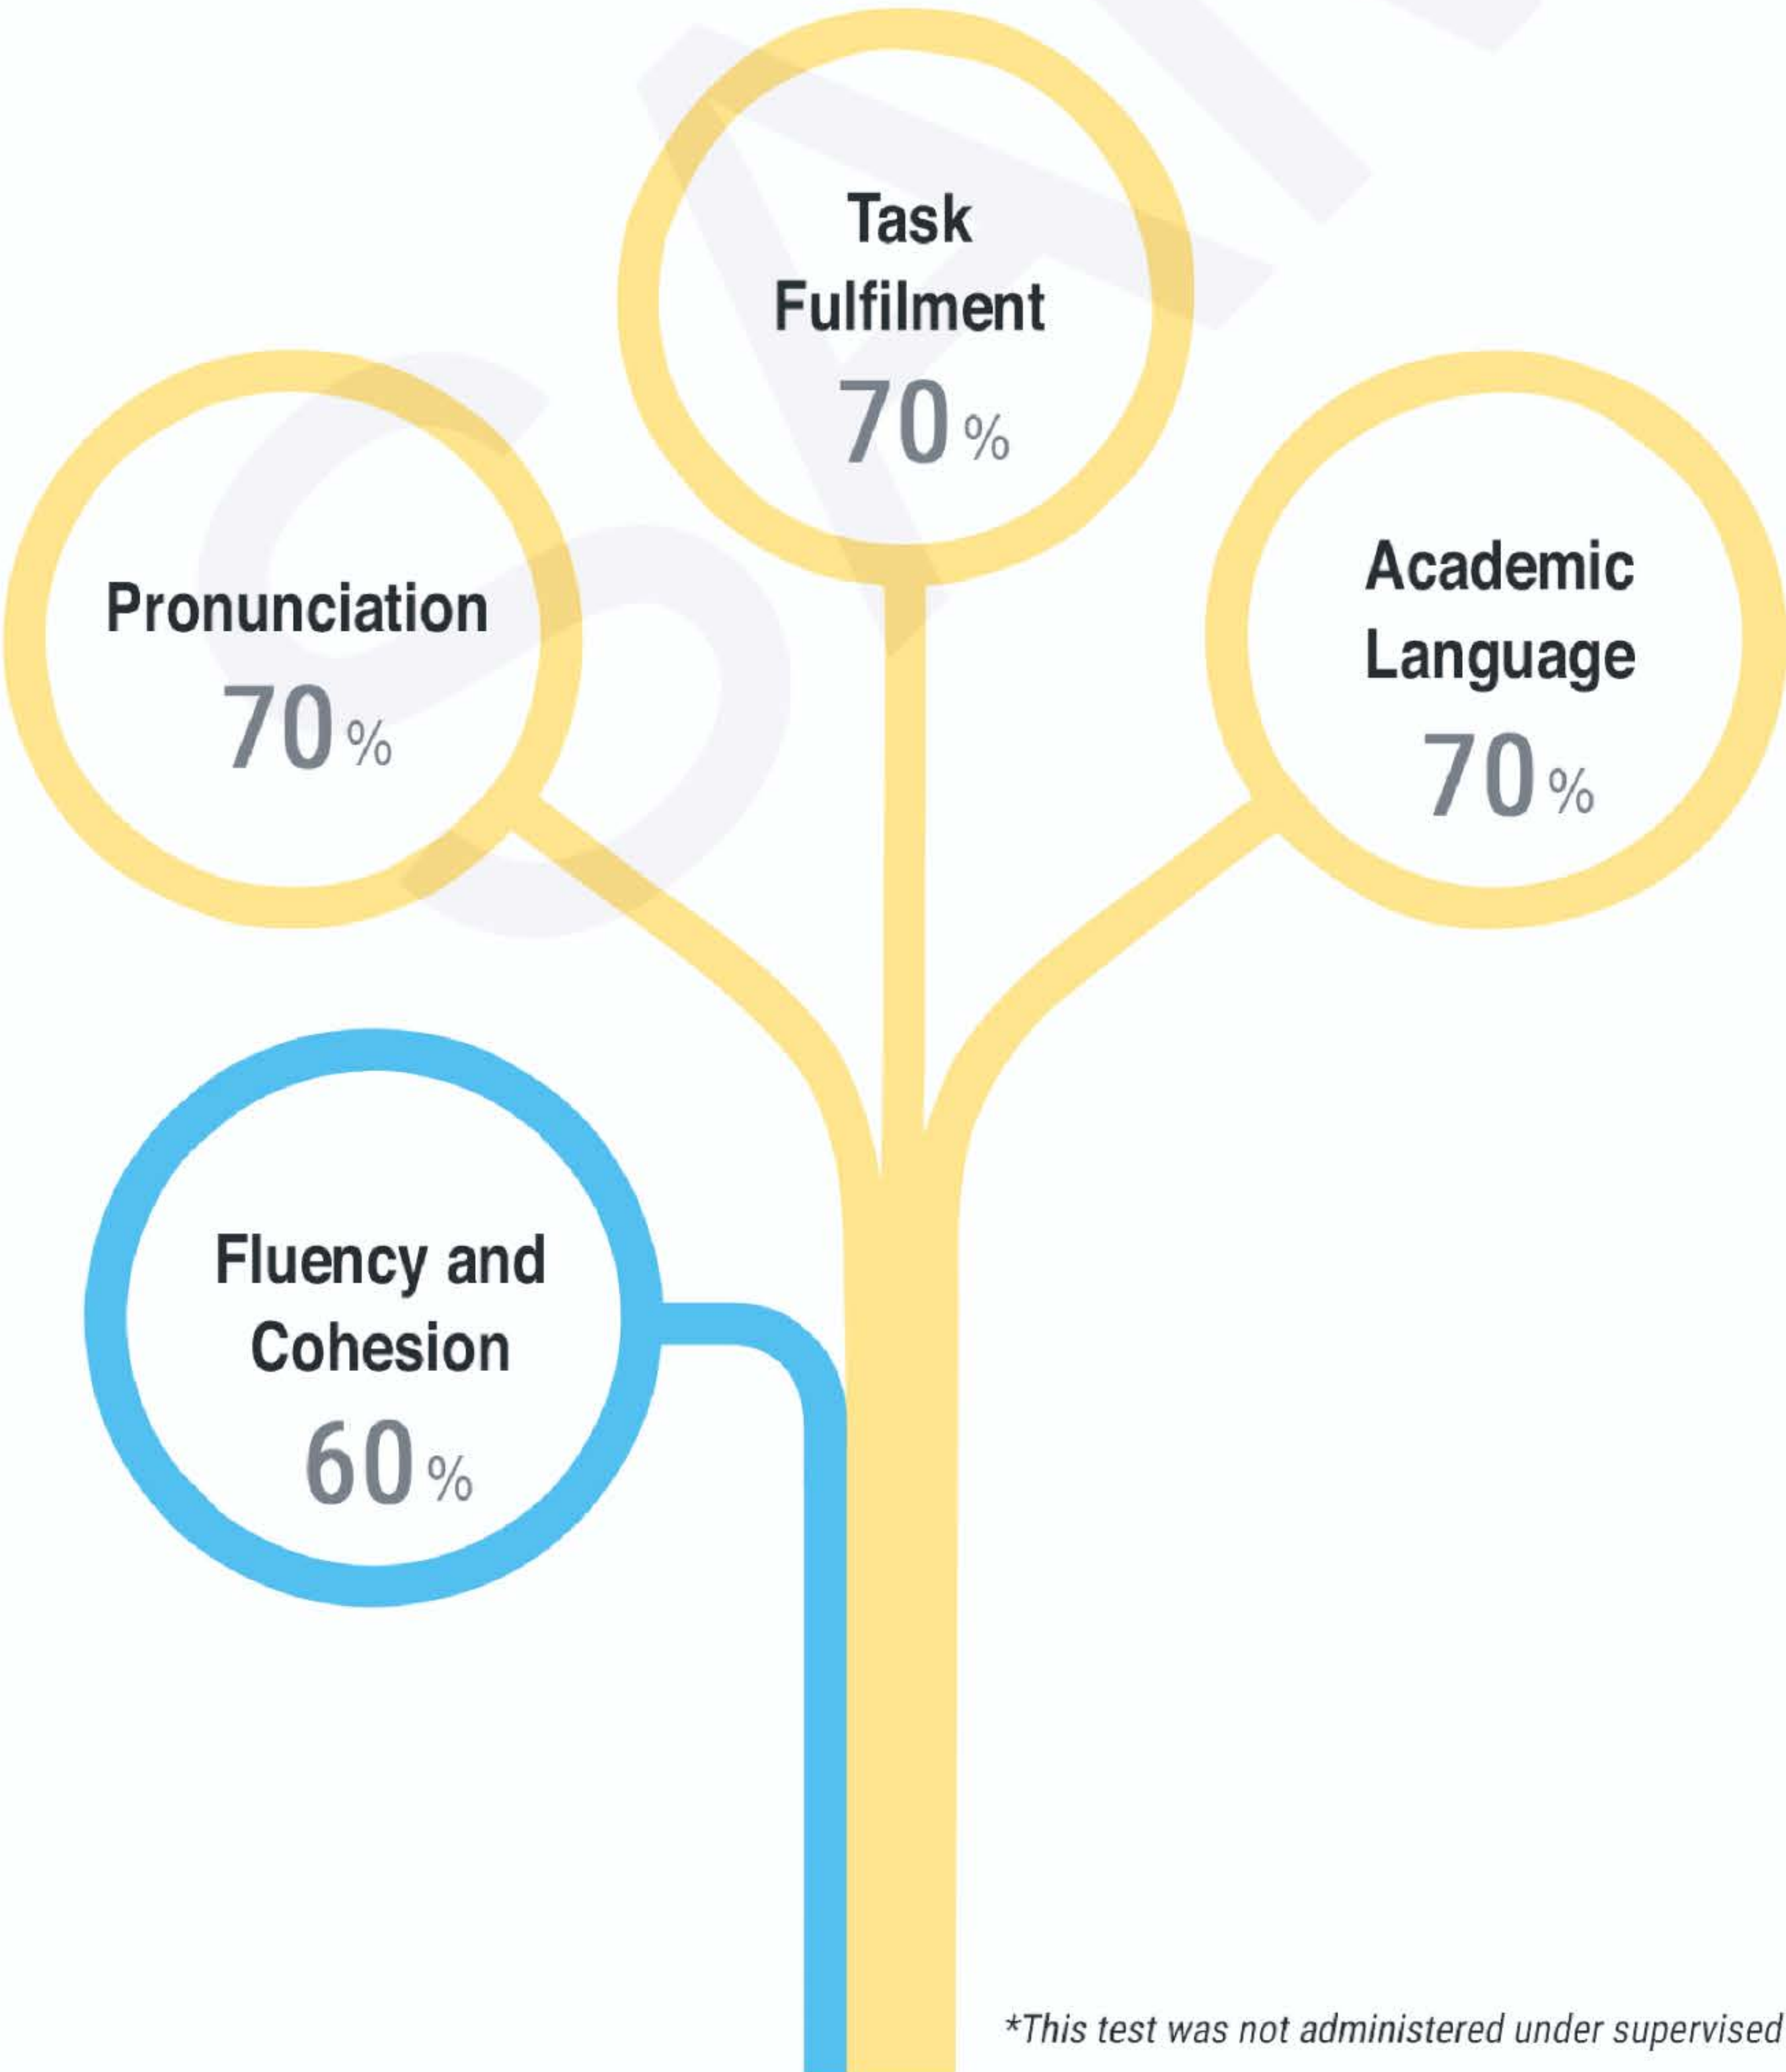 Task
Fulfilment
70 %
Pronunciation
70 %
Academic
Language
70 %
Fluency and
Cohesion
60 %
*This test was not administered under supervised